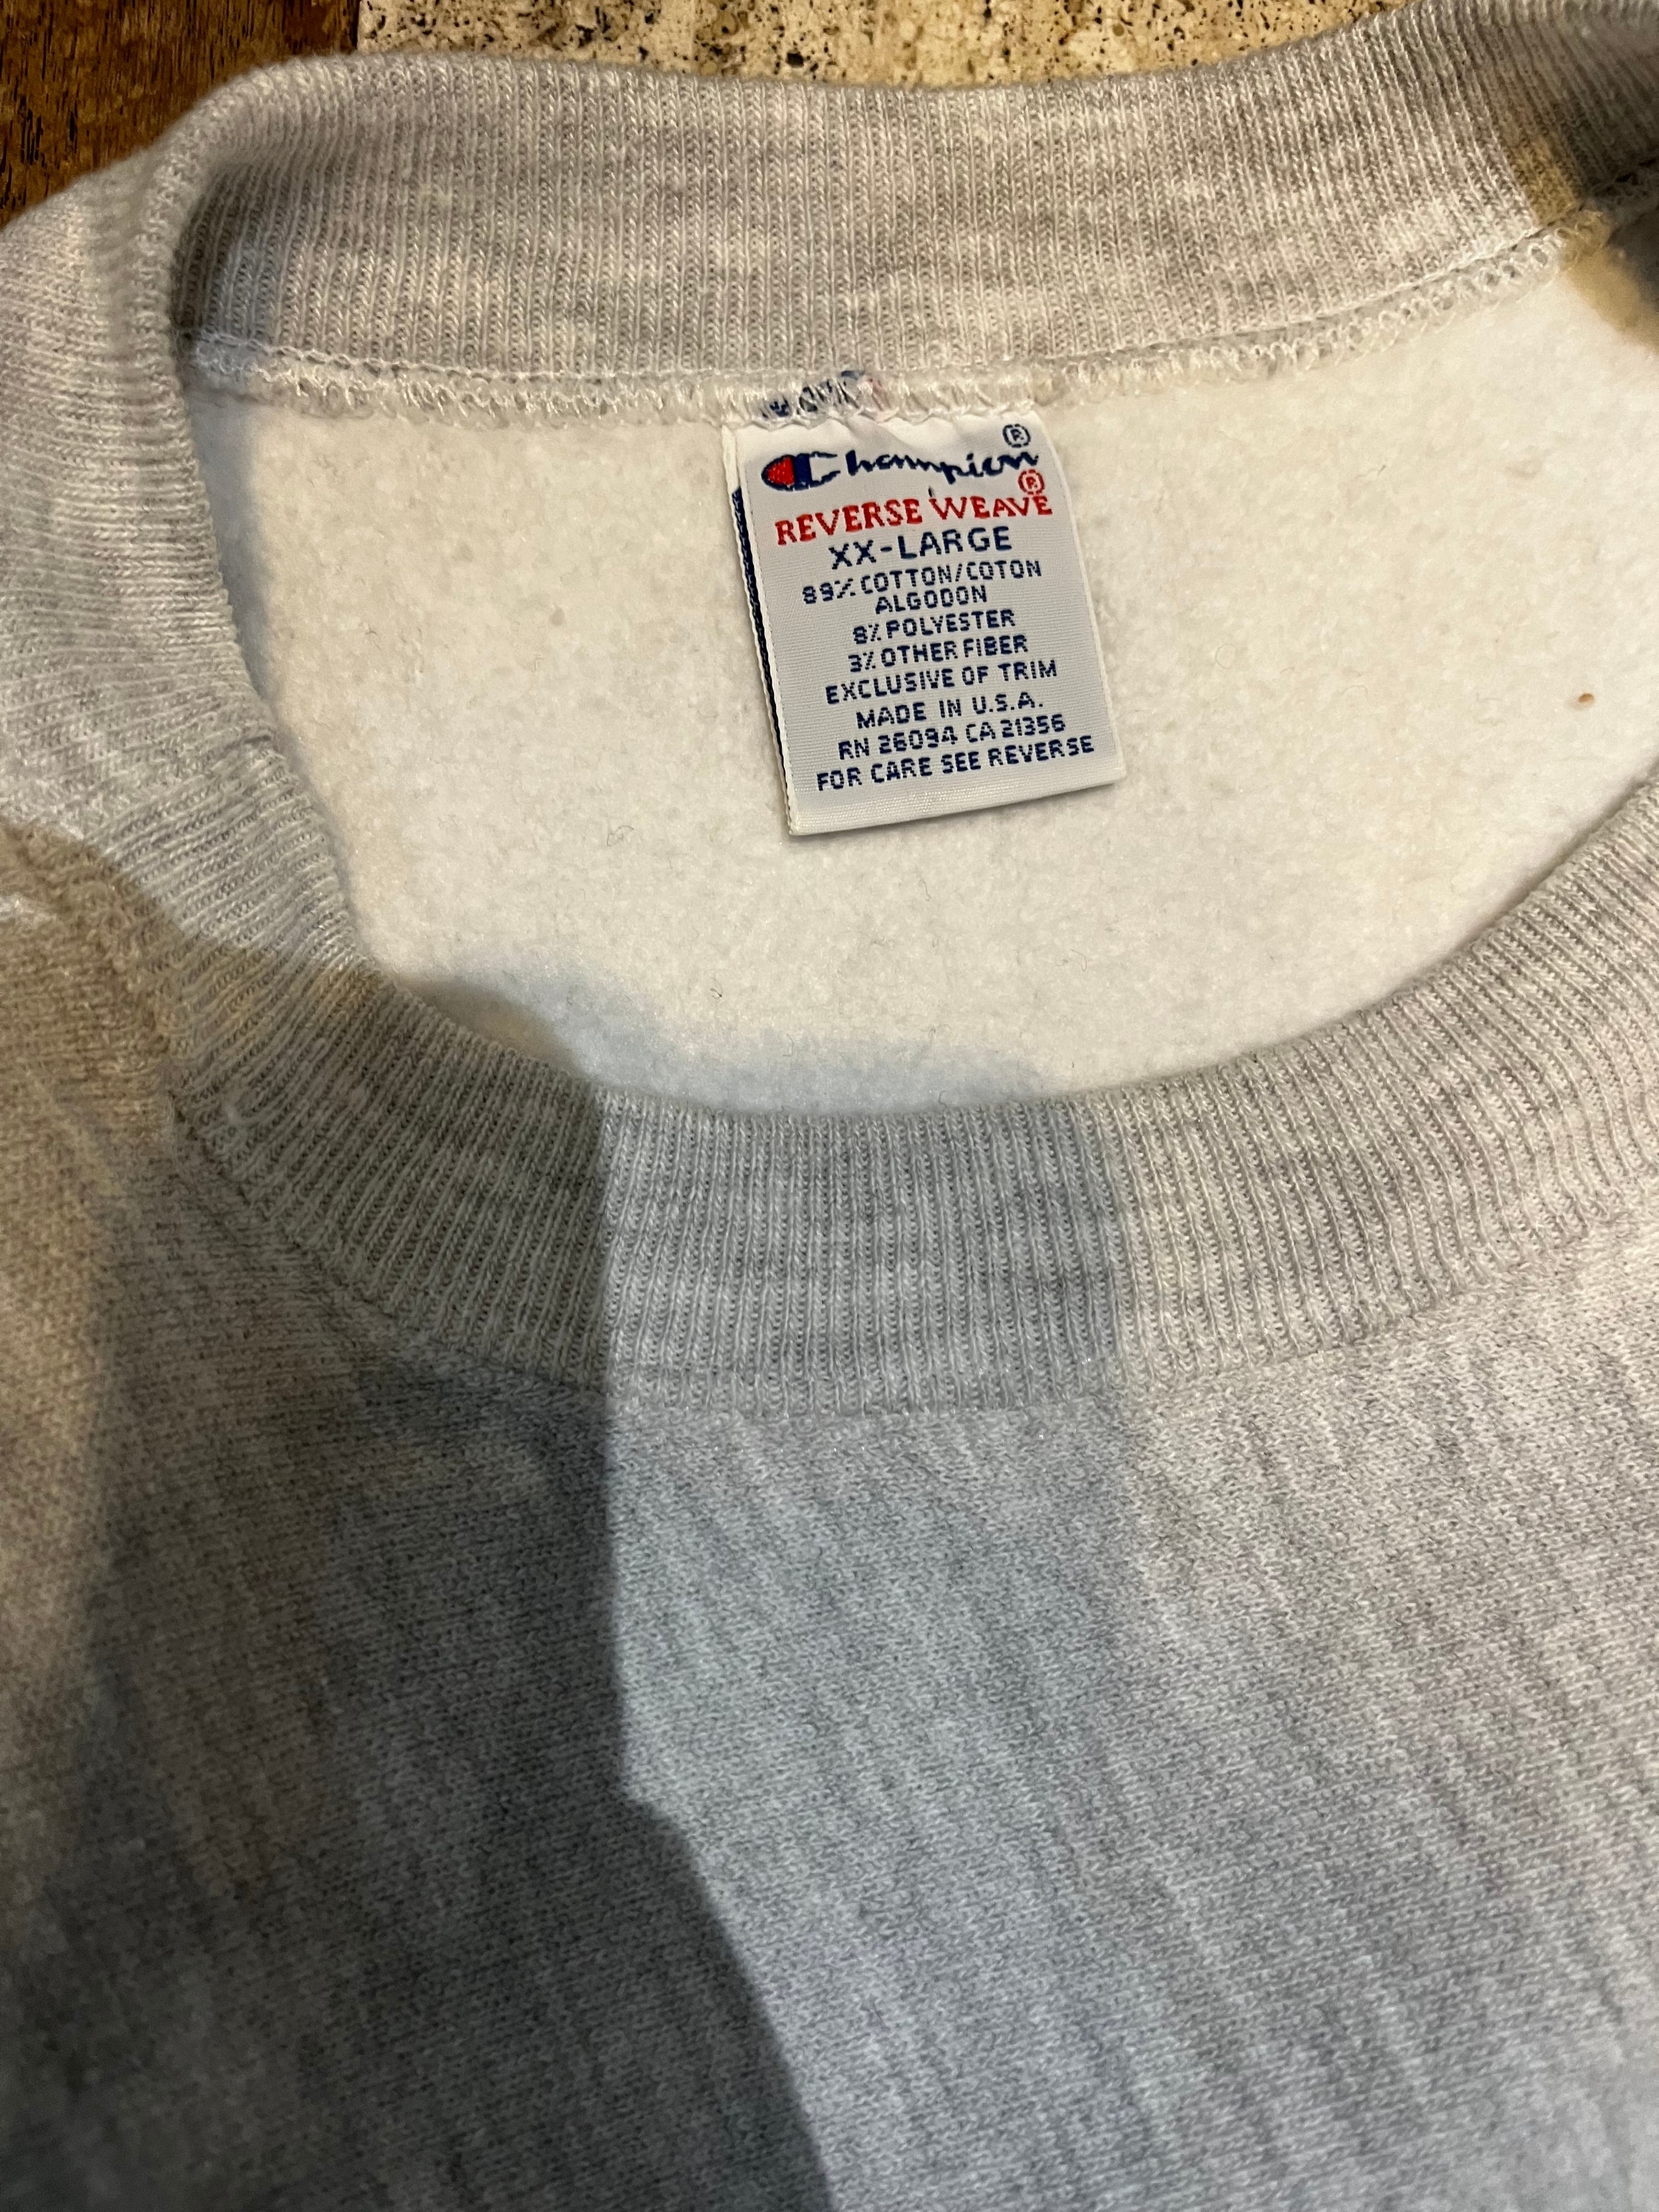 Champion ®
REVERSE WEAVE ®
XX-LARGE
89% COTTON/COTON
ALGODON
8% POLYESTER
3% OTHER FIBER
EXCLUSIVE OF TRIM
MADE IN U.S.A.
RN 26094 CA 21356
FOR CARE SEE REVERSE